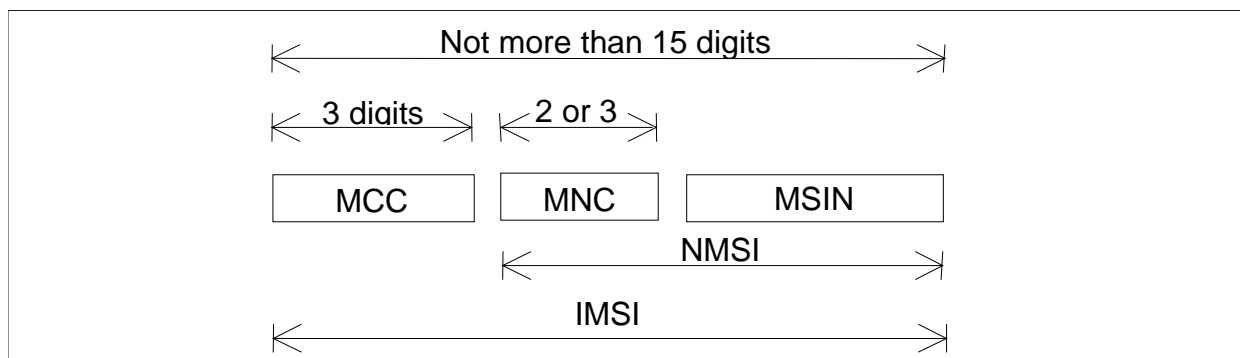 Not more than 15 digits
3 digits 2 or 3
MCC MNC MSIN
NMSI
IMSI